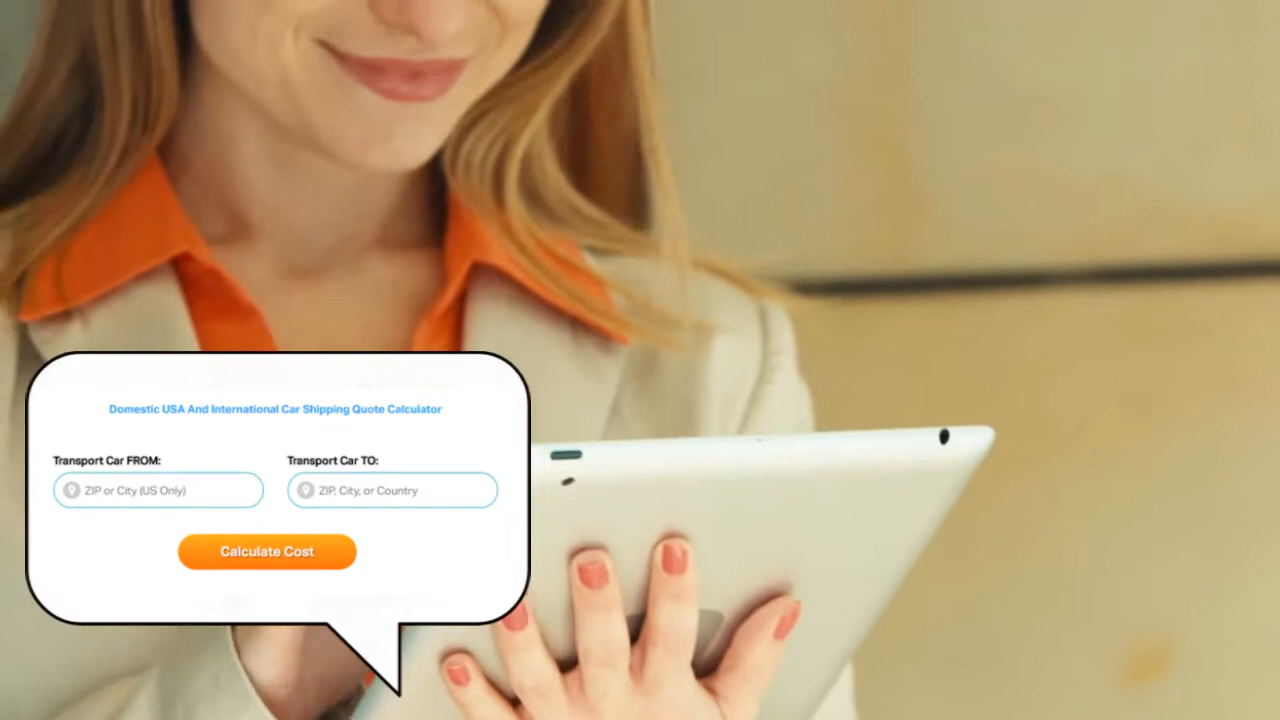 Domestic USA And International Car Shipping Quote Calculator
Transport Car FROM: Transport Car TO:
ZIP or City (US Only) ZIP, City, or Country
Calculate Cost